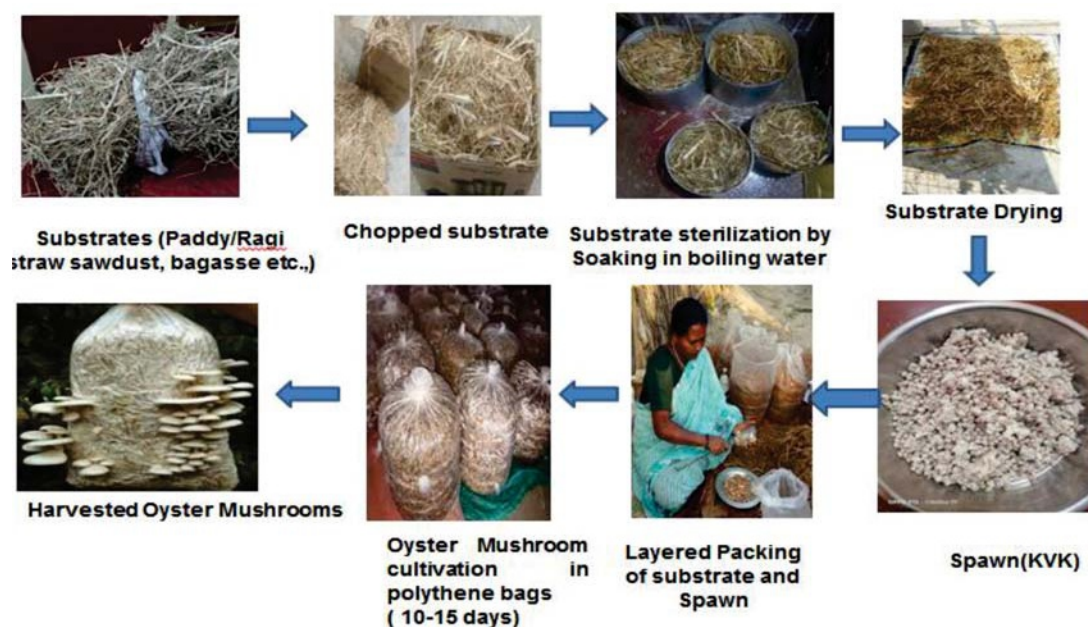 Substrates (Paddy/Ragi
straw sawdust, bagasse etc.,)
Chopped substrate
Substrate sterilization by
Soaking in boiling water
Substrate Drying
Spawn(KVK)
Layered Packing
of substrate and
Spawn
Oyster Mushroom
cultivation in
polythene bags
( 10-15 days)
Harvested Oyster Mushrooms